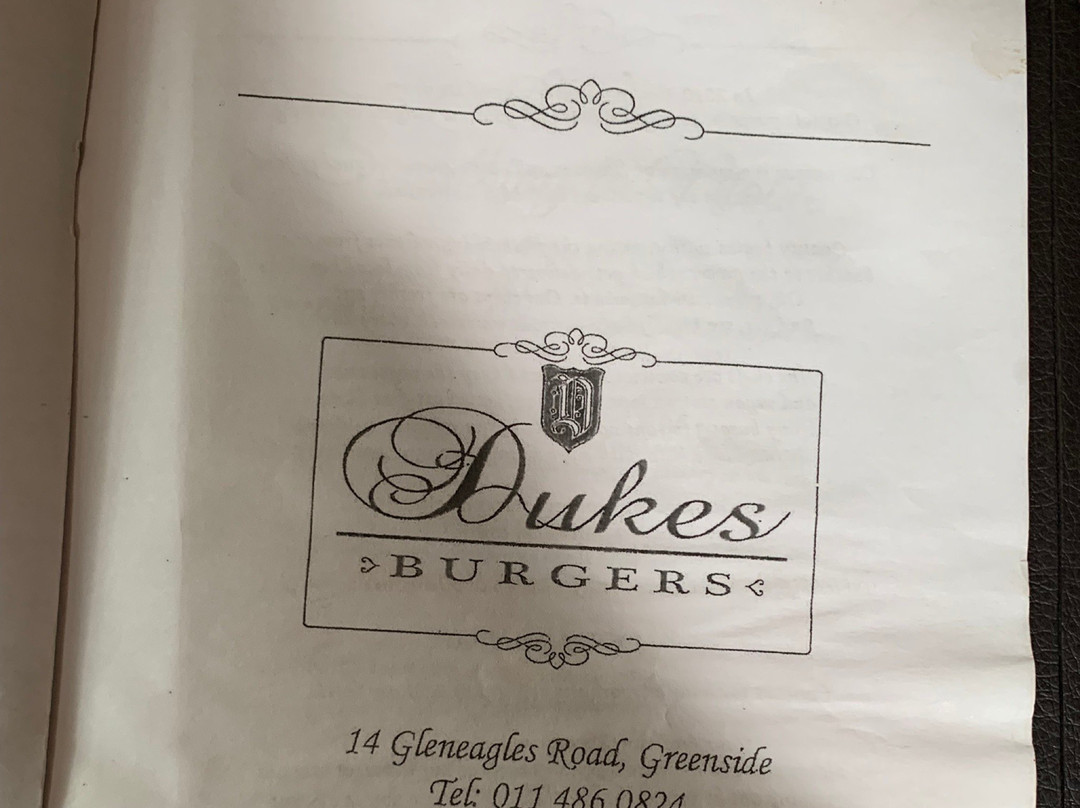 D
Dukes
BURGERS
14 Gleneagles Road, Greenside
Tel: 011 486 0824